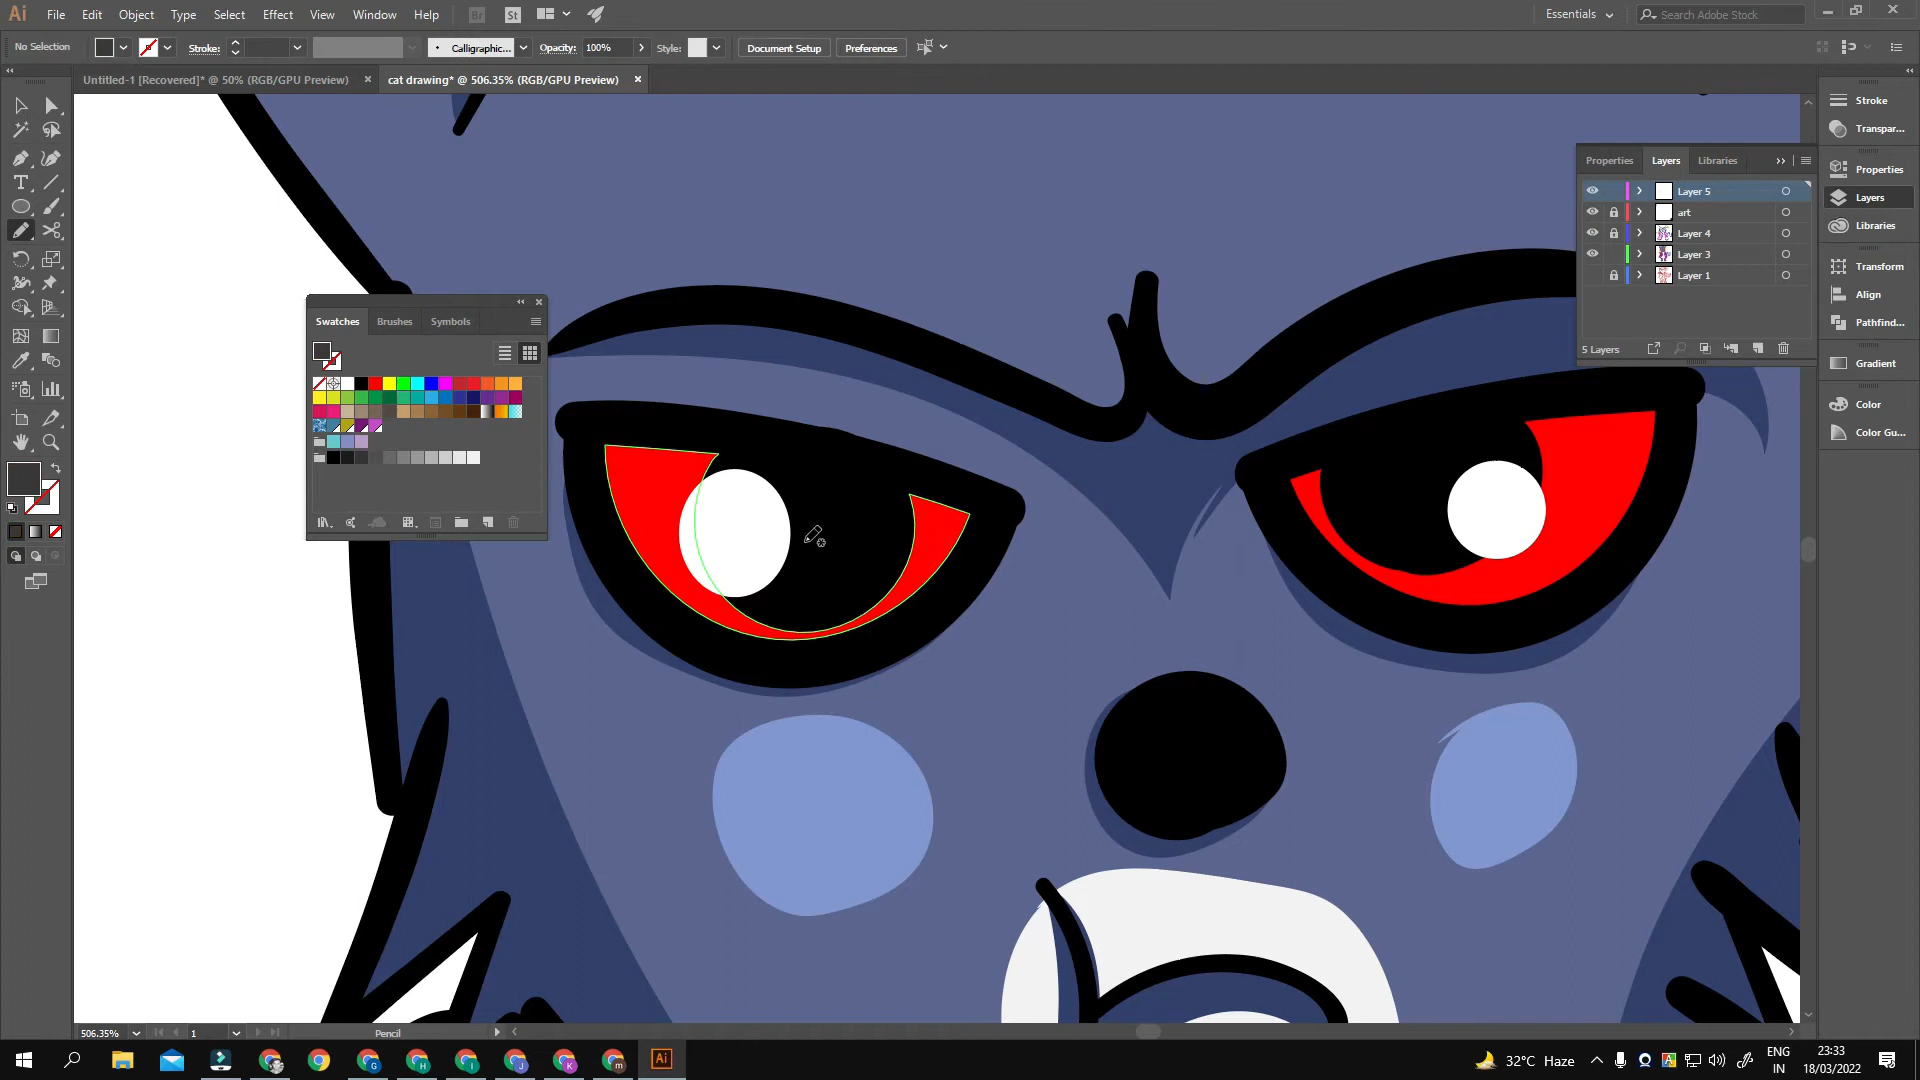 Ai File Edit Object Type Select Effect View Window Help Br St Essentials Search Adobe Stock
No Selection Stroke: Calligraphic... Opacity: 100% Style: Document Setup Preferences
Untitled-1 [Recovered]* @ 50% (RGB/GPU Preview) cat drawing* @ 506.35% (RGB/GPU Preview)
Stroke
Transpar...
Properties
Layers
Libraries
Transform
Align
Pathfind...
Gradient
Color
Color Gu...
Properties Layers Libraries
Layer 5
art
Layer 4
Layer 3
Layer 1
5 Layers
Swatches Brushes Symbols
506.35% 1 Pencil
G H I J K m Ai
32°C Haze
ENG
IN
23:33
18/03/2022